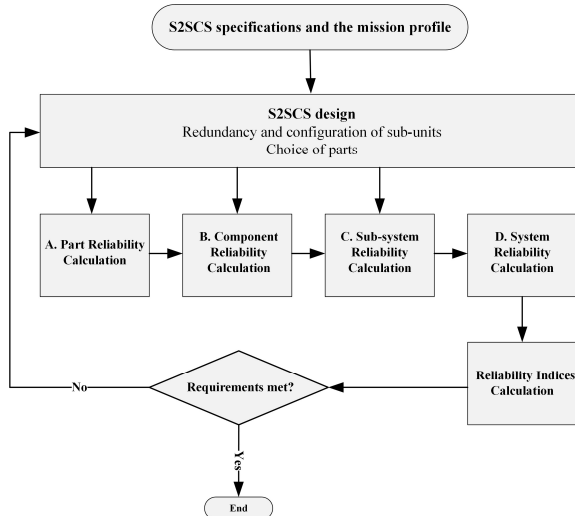 S2SCS specifications and the mission profile
S2SCS design
Redundancy and configuration of sub-units
Choice of parts
A. Part Reliability
Calculation
B. Component
Reliability
Calculation
C. Sub-system
Reliability
Calculation
D. System
Reliability
Calculation
Reliability Indices
Calculation
Requirements met?
No
Yes
End